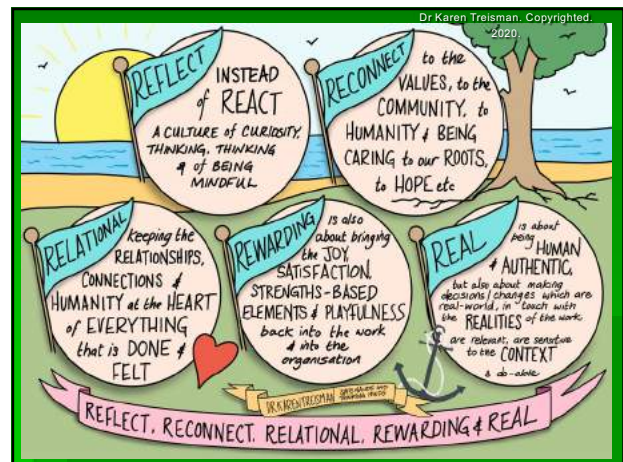 Dr Karen Treisman. Copyrighted.
2020.
REFLECT
INSTEAD
of REACT
A CULTURE of CURIOSITY.
THINKING, THINKING
& of BEING
MINDFUL
RECONNECT
to the
VALUES, to the
COMMUNITY, to
HUMANITY & BEING
CARING to our ROOTS,
to HOPE etc
RELATIONAL
keeping the
RELATIONSHIPS,
CONNECTIONS &
HUMANITY at the HEART
of EVERYTHING
that is DONE &
FELT
REWARDING
is also
about bringing
the JOY,
SATISFACTION,
STRENGTHS-BASED
ELEMENTS & PLAYFULNESS
back into the work
& into the
organisation
REAL
is about
being HUMAN
& AUTHENTIC,
but also about making
decisions/changes which are
real-world, in touch with
the REALITIES of the work,
are relevant, are sensitive
to the CONTEXT
& do-able
DR.KARENTREISMAN
REFLECT, RECONNECT. RELATIONAL, REWARDING & REAL